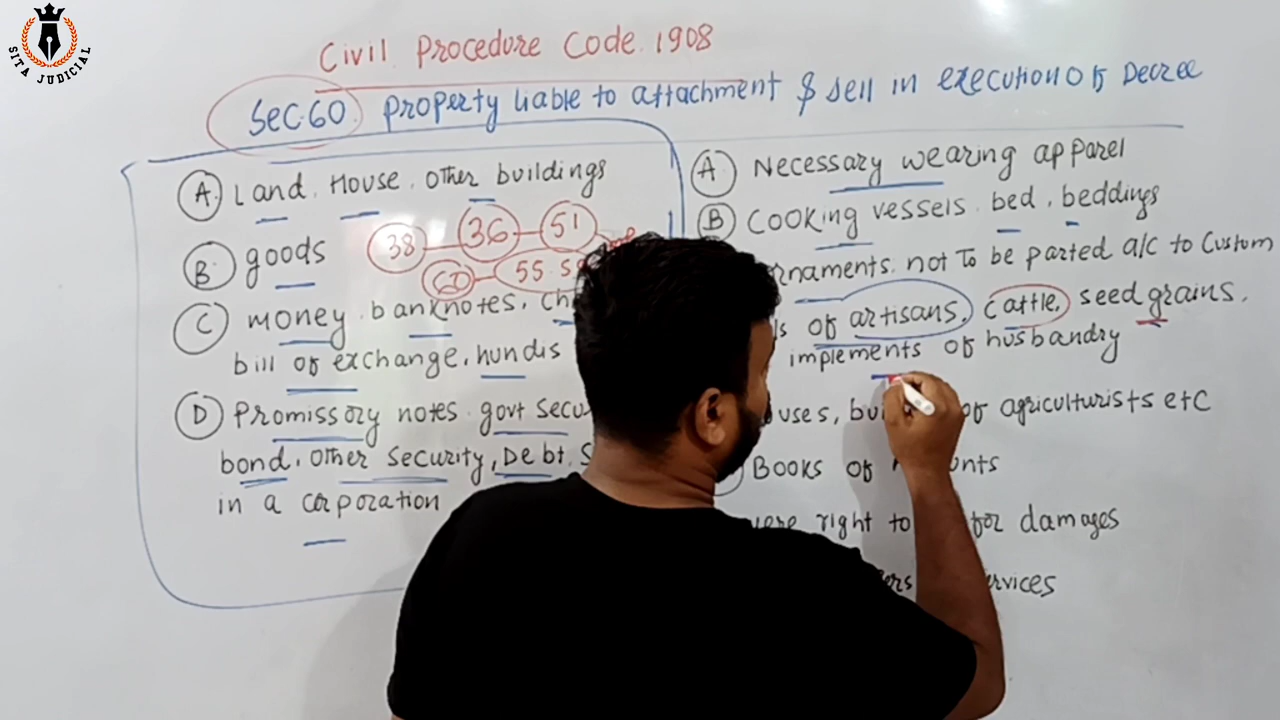 SITA JUDICIAL
Civil Procedure Code 1908
Sec.60 Property liable to attachment & sell in execution of Decree
A. Land, House, other buildings
B. goods
38 36 51
60 55
C money, banknotes,
bill of exchange, hundis
D Promissory notes, govt
bond, other security, Debt,
in a corporation
A Necessary wearing apparel
B Cooking vessels, bed, beddings
not To be parted a/c to Custom
of artisans, cattle, seed grains,
implements of husbandry
of agriculturists etc
Books of
right to for damages